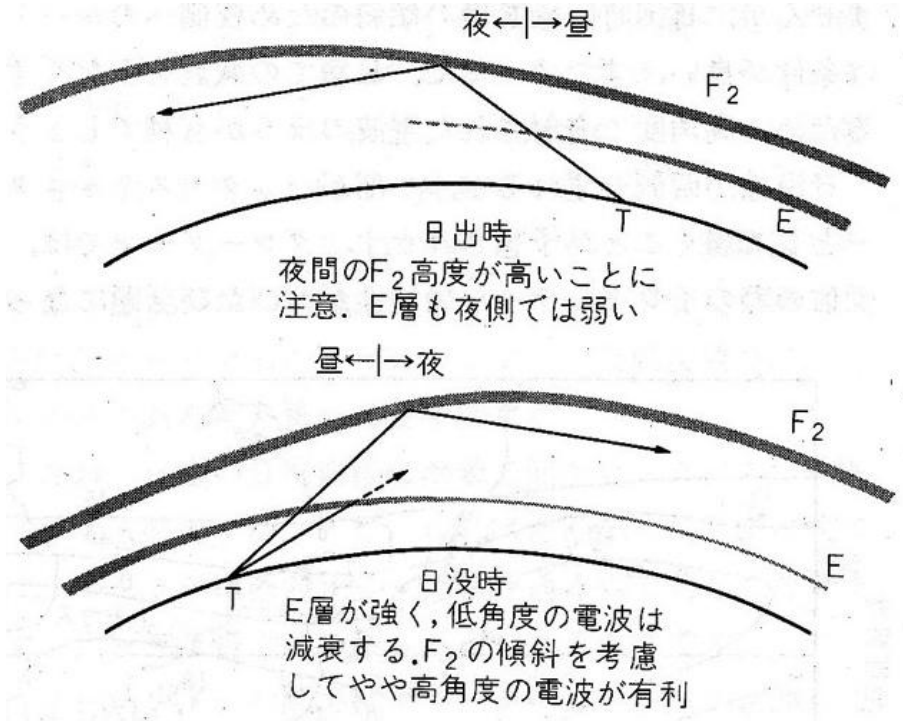 夜←|→昼
F2
E
T
日出時
夜間のF2高度が高いことに
注意.E層も夜側では弱い
昼←|→夜
F2
E
T
日没時
E層が強く,低角度の電波は
減衰する.F2の傾斜を考慮
してやや高角度の電波が有利